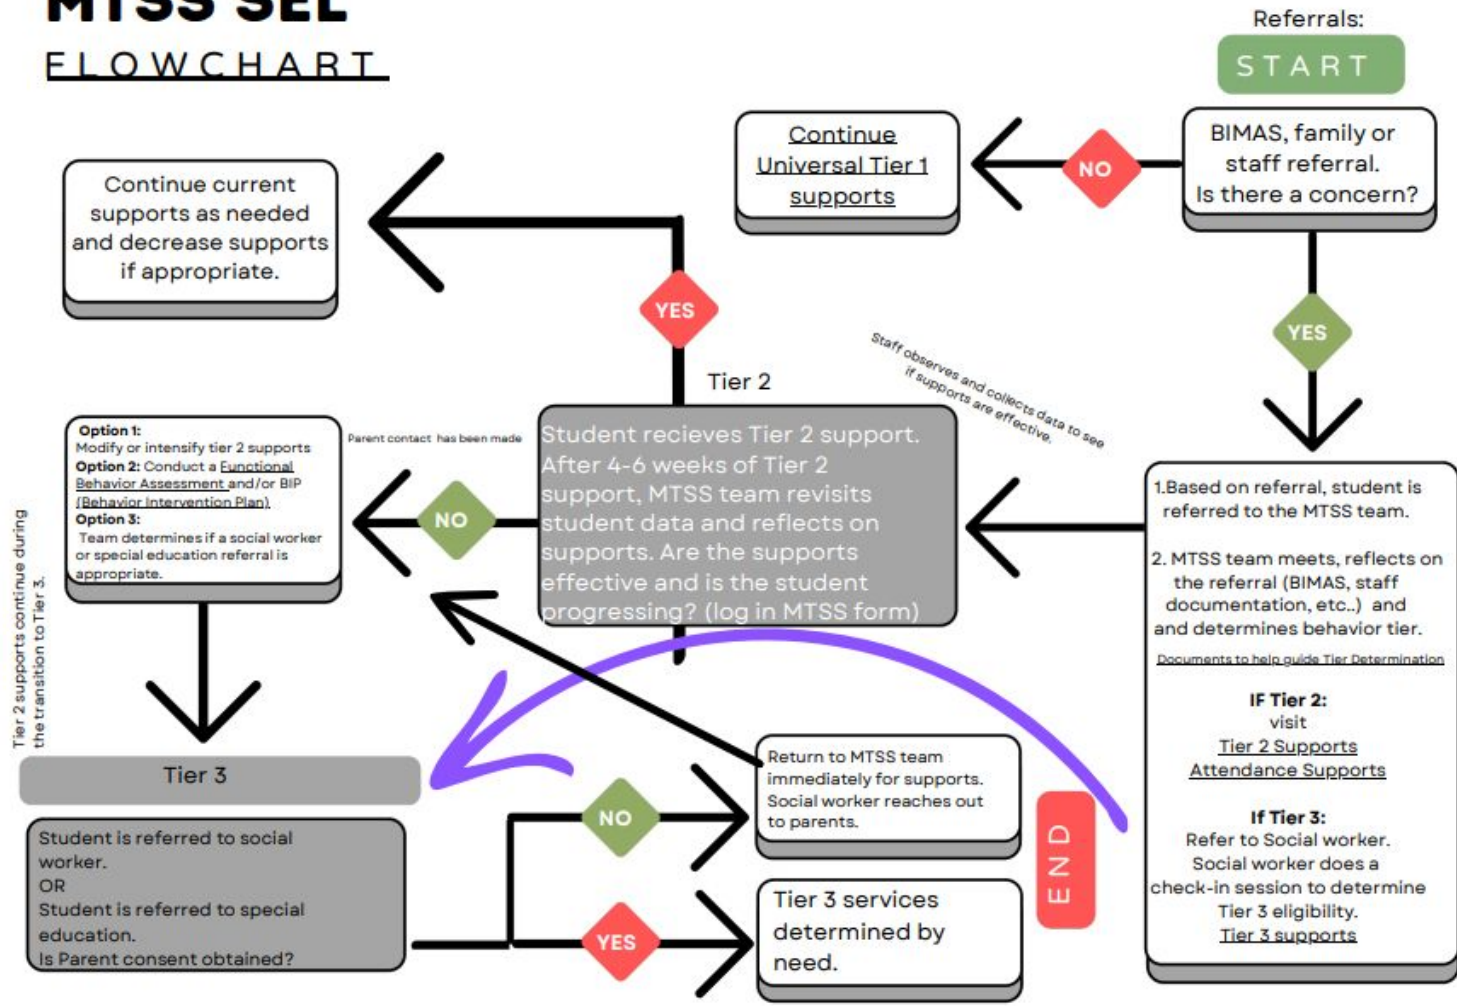 MTSS SEL
FLOWCHART
Referrals:
START
BIMAS, family or
staff referral.
Is there a concern?
NO
Continue
Universal Tier 1
supports
YES
1.Based on referral, student is
referred to the MTSS team.
2. MTSS team meets, reflects on
the referral (BIMAS, staff
documentation, etc..) and
and determines behavior tier.
Documents to help guide Tier Determination
IF Tier 2:
visit
Tier 2 Supports
Attendance Supports
If Tier 3:
Refer to Social worker.
Social worker does a
check-in session to determine
Tier 3 eligibility.
Tier 3 supports
Staff observes and collects data to see
if supports are effective.
Tier 2
Student recieves Tier 2 support.
After 4-6 weeks of Tier 2
support, MTSS team revisits
student data and reflects on
supports. Are the supports
effective and is the student
progressing? (log in MTSS form)
YES
Continue current
supports as needed
and decrease supports
if appropriate.
NO
Parent contact has been made
Option 1:
Modify or intensify tier 2 supports
Option 2: Conduct a Functional
Behavior Assessment and/or BIP
(Behavior Intervention Plan)
Option 3:
Team determines if a social worker
or special education referral is
appropriate.
Tier 2 supports continue during
the transition to Tier 3.
Tier 3
Student is referred to social
worker.
OR
Student is referred to special
education.
Is Parent consent obtained?
NO
Return to MTSS team
immediately for supports.
Social worker reaches out
to parents.
YES
Tier 3 services
determined by
need.
END